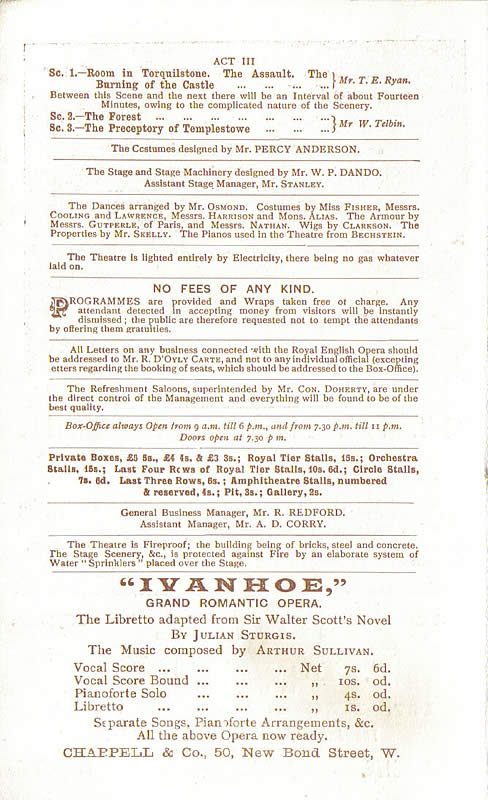 ACT III
Sc. 1.—Room in Torquilstone. The Assault. The
Burning of the Castle ... ... ... ... } Mr. T. E. Ryan.
Between this Scene and the next there will be an Interval of about Fourteen
Minutes, owing to the complicated nature of the Scenery.
Sc. 2.—The Forest ... ... ... ... ... ... ... } Mr W. Telbin.
Sc. 3.—The Preceptory of Templestowe ... ... ...
The Costumes designed by Mr. PERCY ANDERSON.
The Stage and Stage Machinery designed by Mr. W. P. DANDO.
Assistant Stage Manager, Mr. STANLEY.
The Dances arranged by Mr. OSMOND. Costumes by Miss FISHER, Messrs.
COOLING and LAWRENCE, Messrs. HARRISON and Mons. ALIAS. The Armour by
Messrs. GUTPERLE, of Paris, and Messrs. NATHAN. Wigs by CLARKSON. The
Properties by Mr. SKELLY. The Pianos used in the Theatre from BECHSTEIN.
The Theatre is lighted entirely by Electricity, there being no gas whatever
laid on.
NO FEES OF ANY KIND.
PROGRAMMES are provided and Wraps taken free of charge. Any
attendant detected in accepting money from visitors will be instantly
dismissed; the public are therefore requested not to tempt the attendants
by offering them gratuities.
All Letters on any business connected with the Royal English Opera should
be addressed to Mr. R. D'OYLY CARTE, and not to any individual official (excepting
etters regarding the booking of seats, which should be addressed to the Box-Office).
The Refreshment Saloons, superintended by Mr. CON. DOHERTY, are under
the direct control of the Management and everything will be found to be of the
best quality.
Box-Office always Open from 9 a.m. till 6 p.m., and from 7.30 p.m. till 11 p.m.
Doors open at 7.30 p m.
Private Boxes, £5 5s., £4 4s. & £3 3s.; Royal Tier Stalls, 15s.; Orchestra
Stalls, 15s.; Last Four Rows of Royal Tier Stalls, 10s. 6d.; Circle Stalls,
7s. 6d. Last Three Rows, 6s.; Amphitheatre Stalls, numbered
& reserved, 4s.; Pit, 3s.; Gallery, 2s.
General Business Manager, Mr. R. REDFORD.
Assistant Manager, Mr. A. D. CORRY.
The Theatre is Fireproof; the building being of bricks, steel and concrete.
The Stage Scenery, &c., is protected against Fire by an elaborate system of
Water "Sprinklers" placed over the Stage.
"IVANHOE,"
GRAND ROMANTIC OPERA.
The Libretto adapted from Sir Walter Scott's Novel
BY JULIAN STURGIS.
The Music composed by ARTHUR SULLIVAN.
Vocal Score ... ... ... ... Net 7s. 6d.
Vocal Score Bound ... ... ... „ 10s. 0d.
Pianoforte Solo ... ... ... „ 4s. 0d.
Libretto ... ... ... ... „ 1s. 0d.
Separate Songs, Pianoforte Arrangements, &c.
All the above Opera now ready.
CHAPPELL & Co., 50, New Bond Street, W.